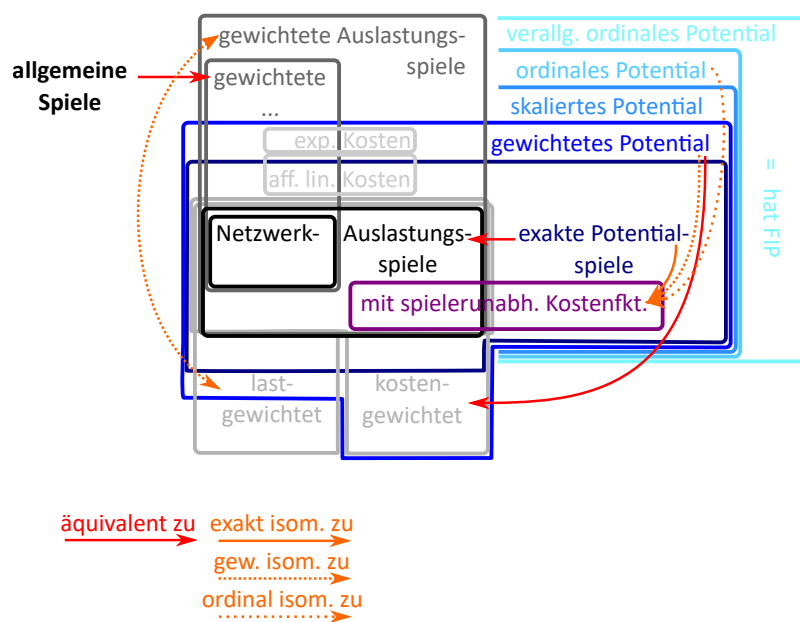 gewichtete Auslastungs-
spiele
verallg. ordinales Potential
allgemeine
Spiele
gewichtete
...
ordinales Potential
skaliertes Potential
exp. Kosten
gewichtetes Potential
aff. lin. Kosten
= hat FIP
Netzwerk-
Auslastungs-
spiele
exakte Potential-
spiele
mit spielerunabh. Kostenfkt.
last-
gewichtet
kosten-
gewichtet
äquivalent zu
exakt isom. zu
gew. isom. zu
ordinal isom. zu